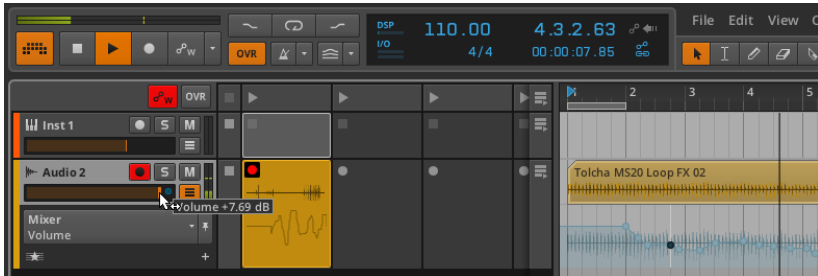 DSP
110.00
4.3.2.63
File Edit View
OVR
I/O
4/4
00:00:07.85
W
W OVR
2 3 4 5
Inst 1
S M
Audio 2
S M
Tolcha MS20 Loop FX 02
Volume +7.69 dB
Mixer
Volume